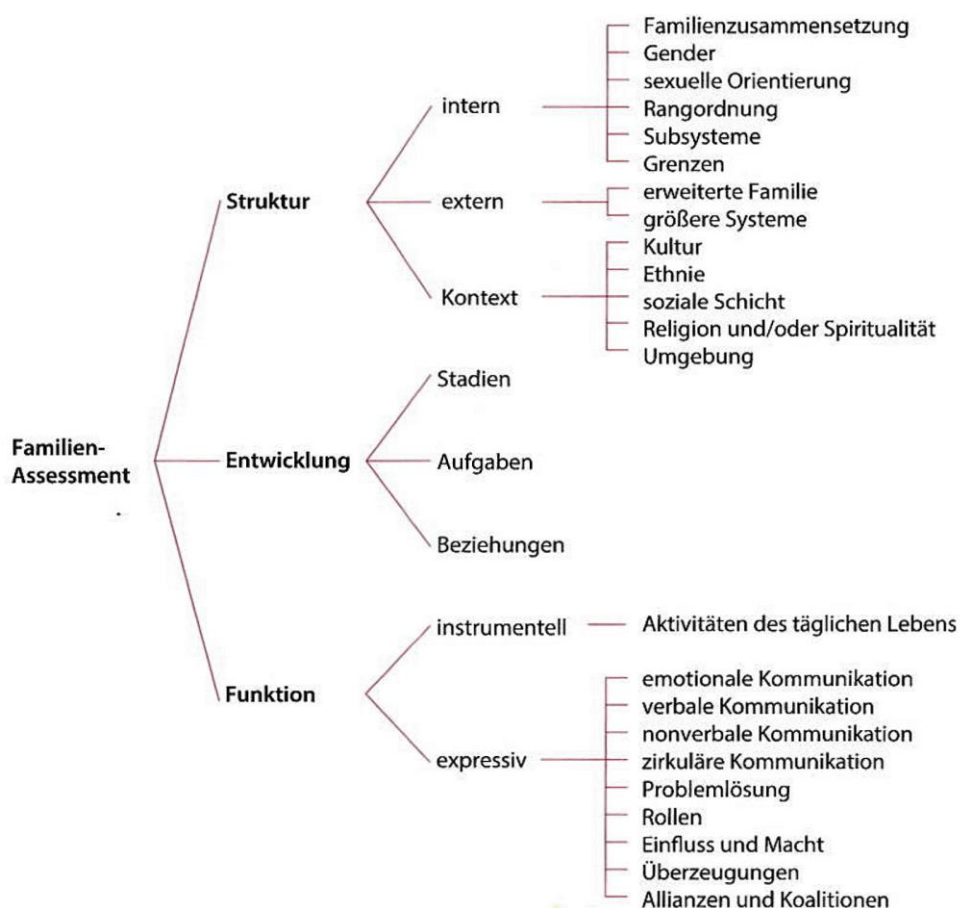 Familien-
Assessment
Struktur
intern
Familienzusammensetzung
Gender
sexuelle Orientierung
Rangordnung
Subsysteme
Grenzen
extern
erweiterte Familie
größere Systeme
Kontext
Kultur
Ethnie
soziale Schicht
Religion und/oder Spiritualität
Umgebung
Entwicklung
Stadien
Aufgaben
Beziehungen
Funktion
instrumentell
Aktivitäten des täglichen Lebens
expressiv
emotionale Kommunikation
verbale Kommunikation
nonverbale Kommunikation
zirkuläre Kommunikation
Problemlösung
Rollen
Einfluss und Macht
Überzeugungen
Allianzen und Koalitionen